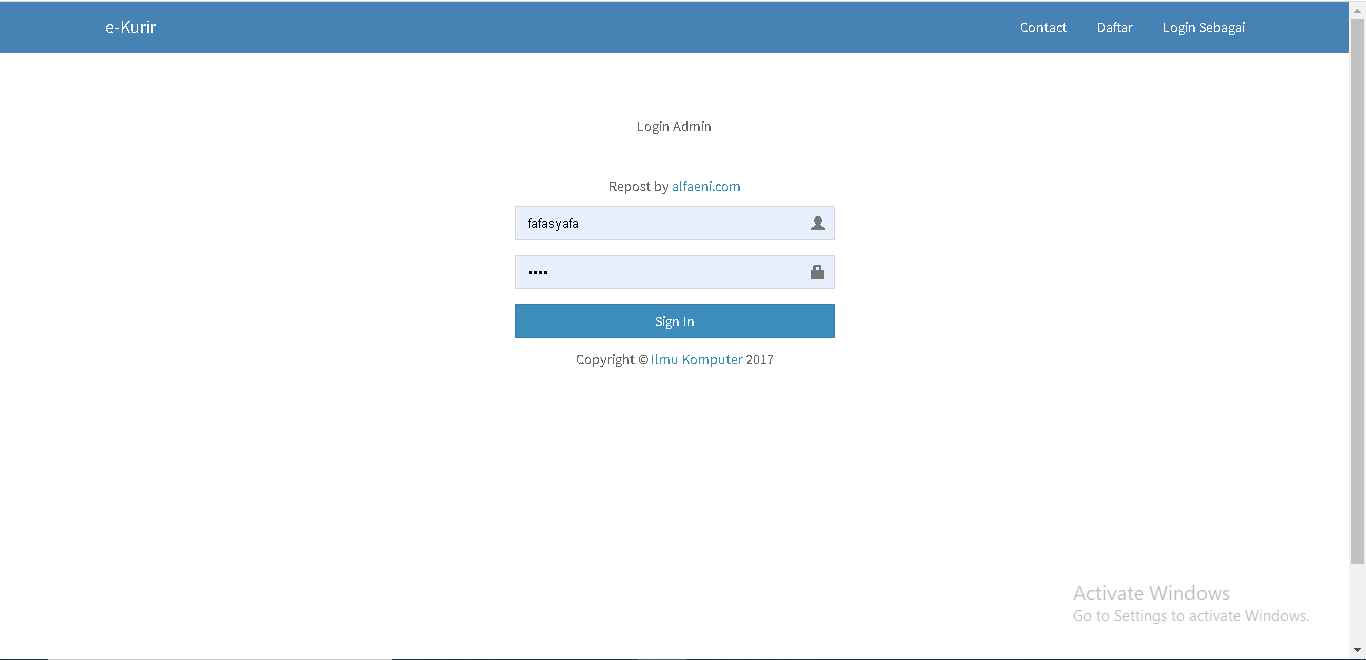 e-Kurir
Contact
Daftar
Login Sebagai
Login Admin
Repost by alfaeni.com
fafasyafa
••••
Sign In
Copyright © Ilmu Komputer 2017
Activate Windows
Go to Settings to activate Windows.